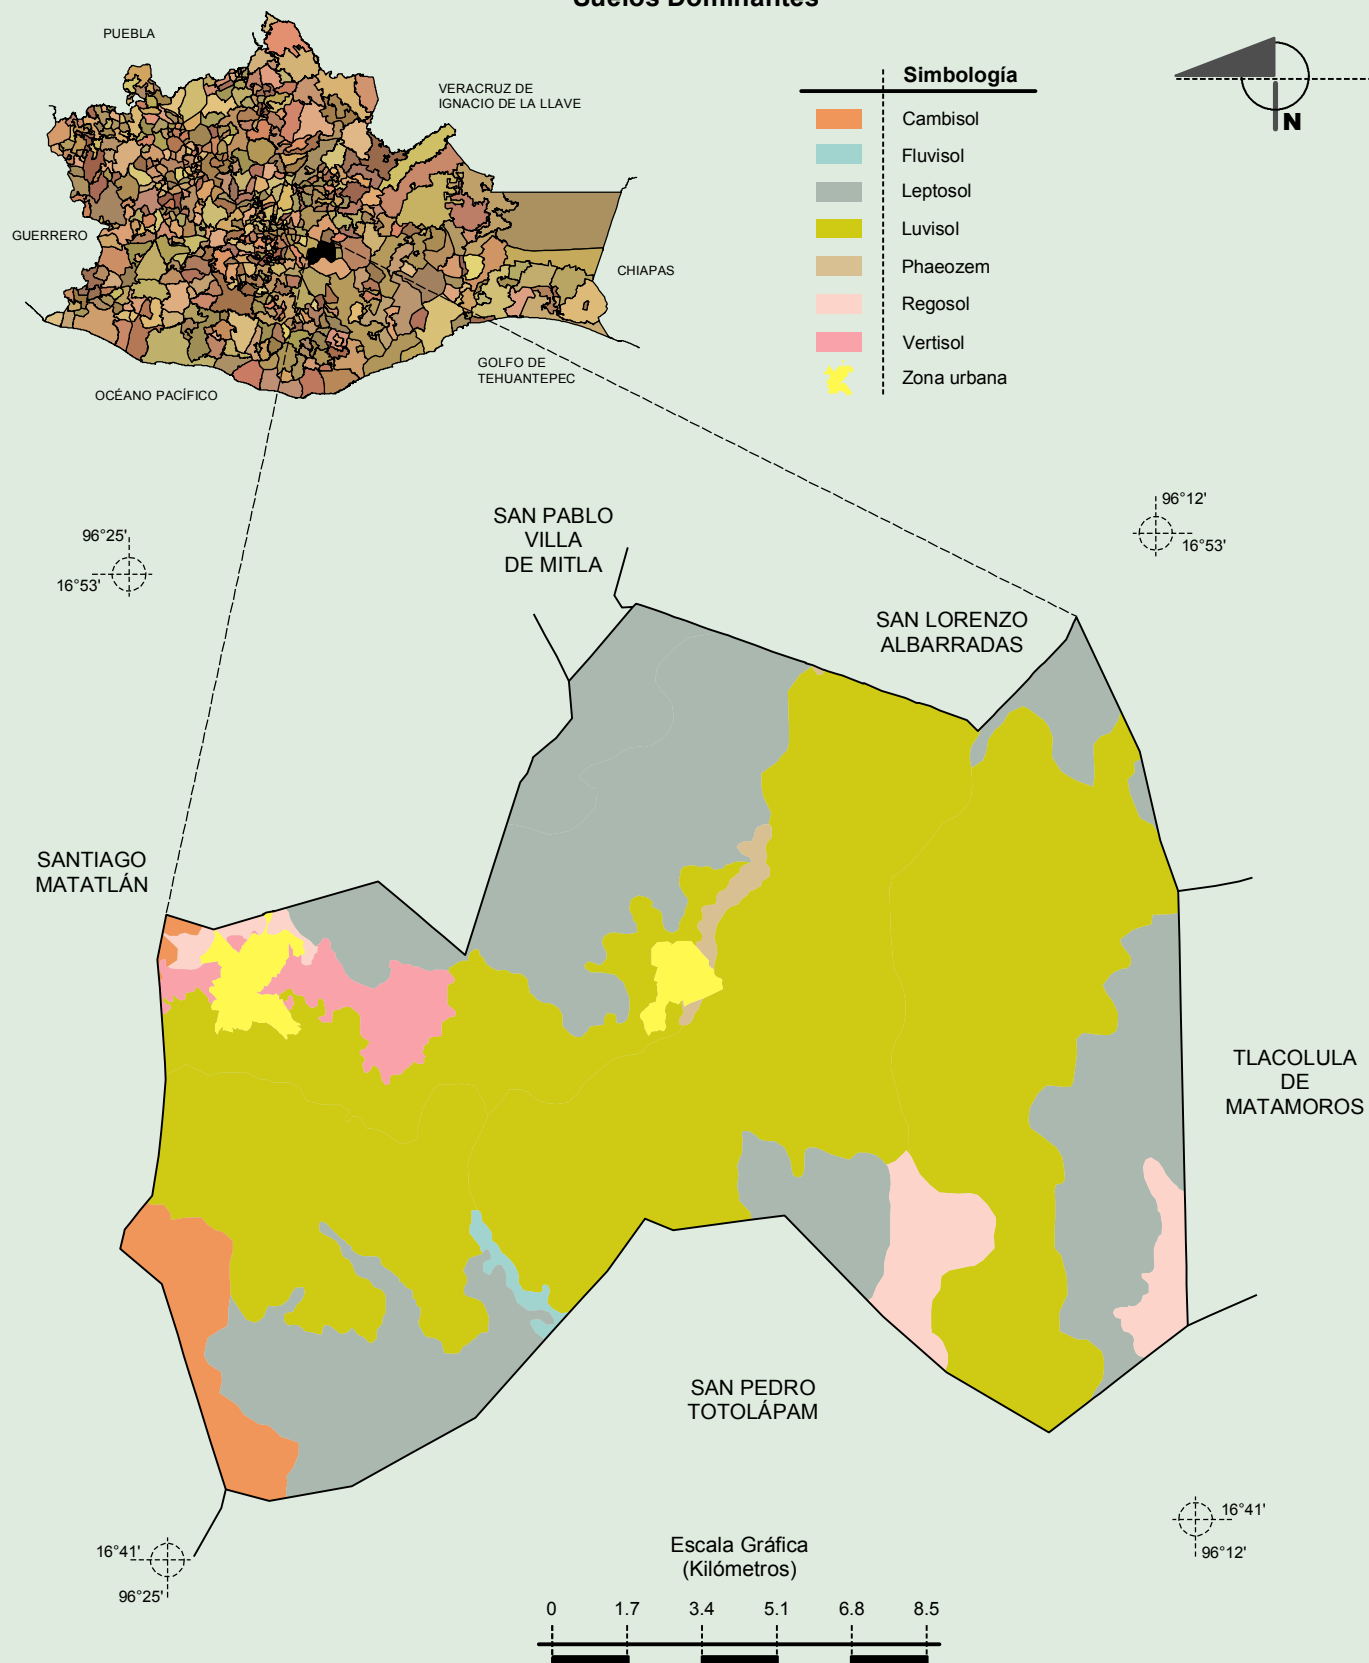 Suelos Dominantes
PUEBLA
VERACRUZ DE
IGNACIO DE LA LLAVE
GUERRERO
CHIAPAS
GOLFO DE
TEHUANTEPEC
OCÉANO PACÍFICO
Simbología
Cambisol
Fluvisol
Leptosol
Luvisol
Phaeozem
Regosol
Vertisol
Zona urbana
N
96°25'
16°53'
96°12'
16°53'
SAN PABLO
VILLA
DE MITLA
SAN LORENZO
ALBARRADAS
SANTIAGO
MATATLÁN
TLACOLULA
DE
MATAMOROS
SAN PEDRO
TOTOLÁPAM
16°41'
96°25'
16°41'
96°12'
Escala Gráfica
(Kilómetros)
0 1.7 3.4 5.1 6.8 8.5